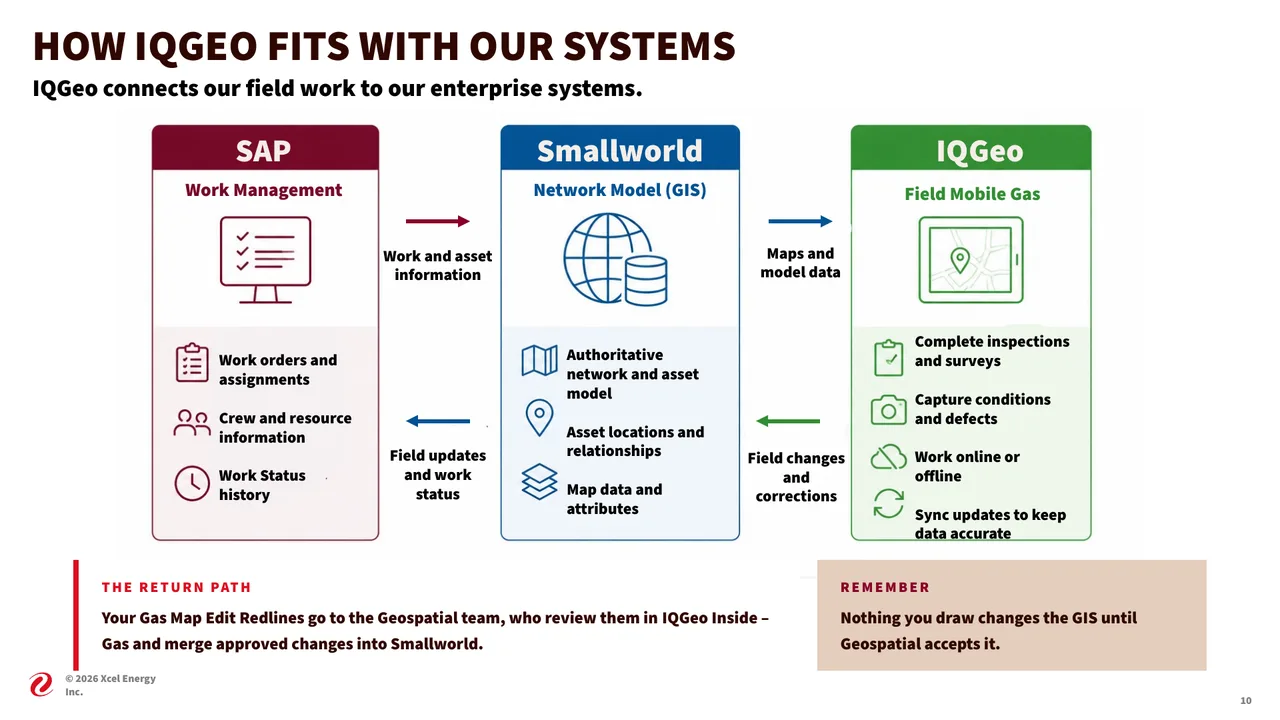 HOW IQGEO FITS WITH OUR SYSTEMS
IQGeo connects our field work to our enterprise systems.
SAP
Work Management
Work orders and
assignments
Crew and resource
information
Work Status
history
Work and asset
information
Field updates
and work
status
Smallworld
Network Model (GIS)
Authoritative
network and asset
model
Asset locations and
relationships
Map data and
attributes
Maps and
model data
Field changes
and
corrections
IQGeo
Field Mobile Gas
Complete inspections
and surveys
Capture conditions
and defects
Work online or
offline
Sync updates to keep
data accurate
THE RETURN PATH
Your Gas Map Edit Redlines go to the Geospatial team, who review them in IQGeo Inside –
Gas and merge approved changes into Smallworld.
REMEMBER
Nothing you draw changes the GIS until
Geospatial accepts it.
© 2026 Xcel Energy
Inc.
10